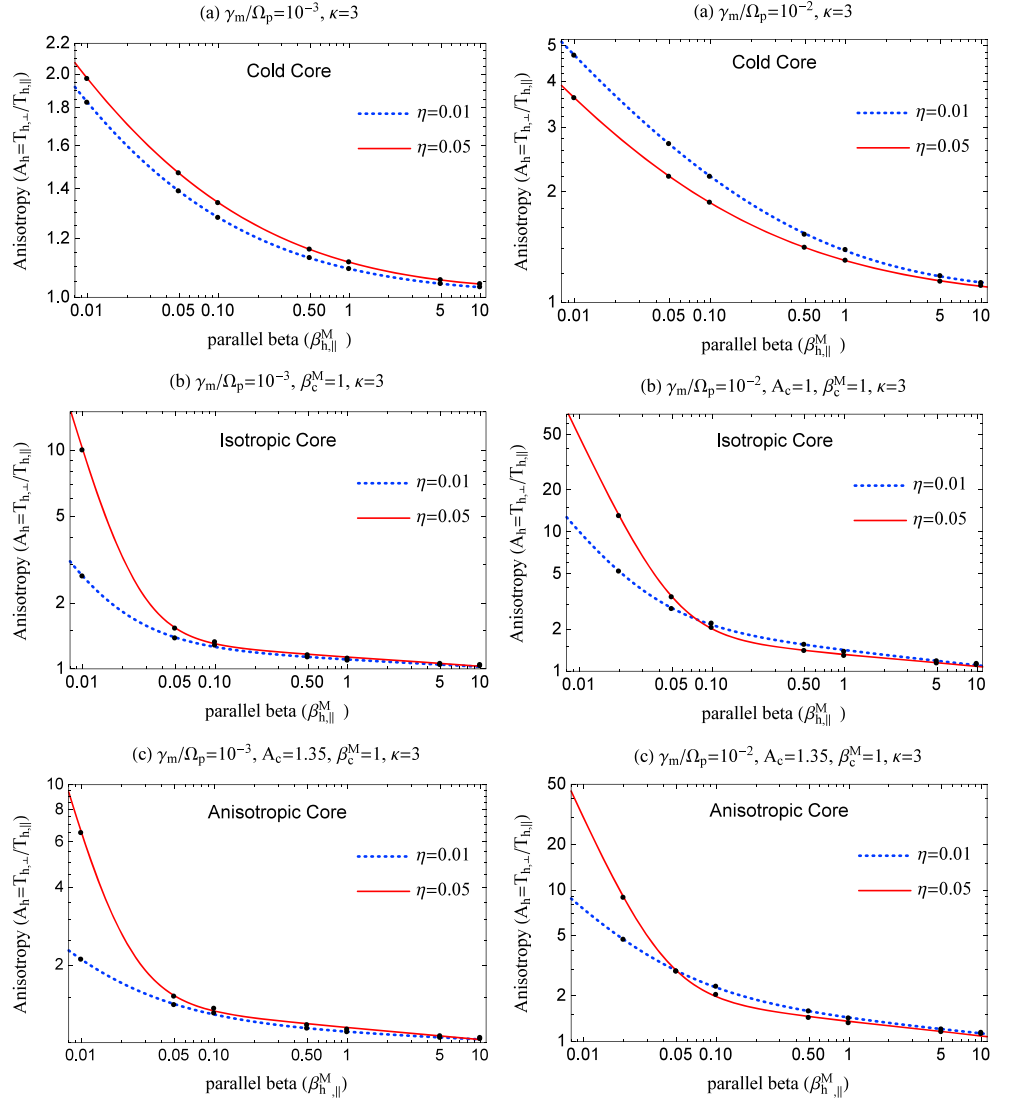 (a) γm/Ωp=10⁻³, κ=3
Cold Core
η=0.01
η=0.05
Anisotropy (Ah=Th,⊥/Th,∥)
2.2
2.0
1.8
1.6
1.4
1.2
1.0
0.01 0.05 0.10 0.50 1 5 10
parallel beta (β^M_h,∥)
(a) γm/Ωp=10⁻², κ=3
Cold Core
η=0.01
η=0.05
Anisotropy (Ah=Th,⊥/Th,∥)
5
4
3
2
1
0.01 0.05 0.10 0.50 1 5 10
parallel beta (β^M_h,∥)
(b) γm/Ωp=10⁻³, β^M_c=1, κ=3
Isotropic Core
η=0.01
η=0.05
Anisotropy (Ah=Th,⊥/Th,∥)
10
5
2
1
0.01 0.05 0.10 0.50 1 5 10
parallel beta (β^M_h,∥)
(b) γm/Ωp=10⁻², Ac=1, β^M_c=1, κ=3
Isotropic Core
η=0.01
η=0.05
Anisotropy (Ah=Th,⊥/Th,∥)
50
20
10
5
2
1
0.01 0.05 0.10 0.50 1 5 10
parallel beta (β^M_h,∥)
(c) γm/Ωp=10⁻³, Ac=1.35, β^M_c=1, κ=3
Anisotropic Core
η=0.01
η=0.05
Anisotropy (Ah=Th,⊥/Th,∥)
10
8
6
4
2
0.01 0.05 0.10 0.50 1 5 10
parallel beta (β^M_h,∥)
(c) γm/Ωp=10⁻², Ac=1.35, β^M_c=1, κ=3
Anisotropic Core
η=0.01
η=0.05
Anisotropy (Ah=Th,⊥/Th,∥)
50
20
10
5
2
1
0.01 0.05 0.10 0.50 1 5 10
parallel beta (β^M_h,∥)